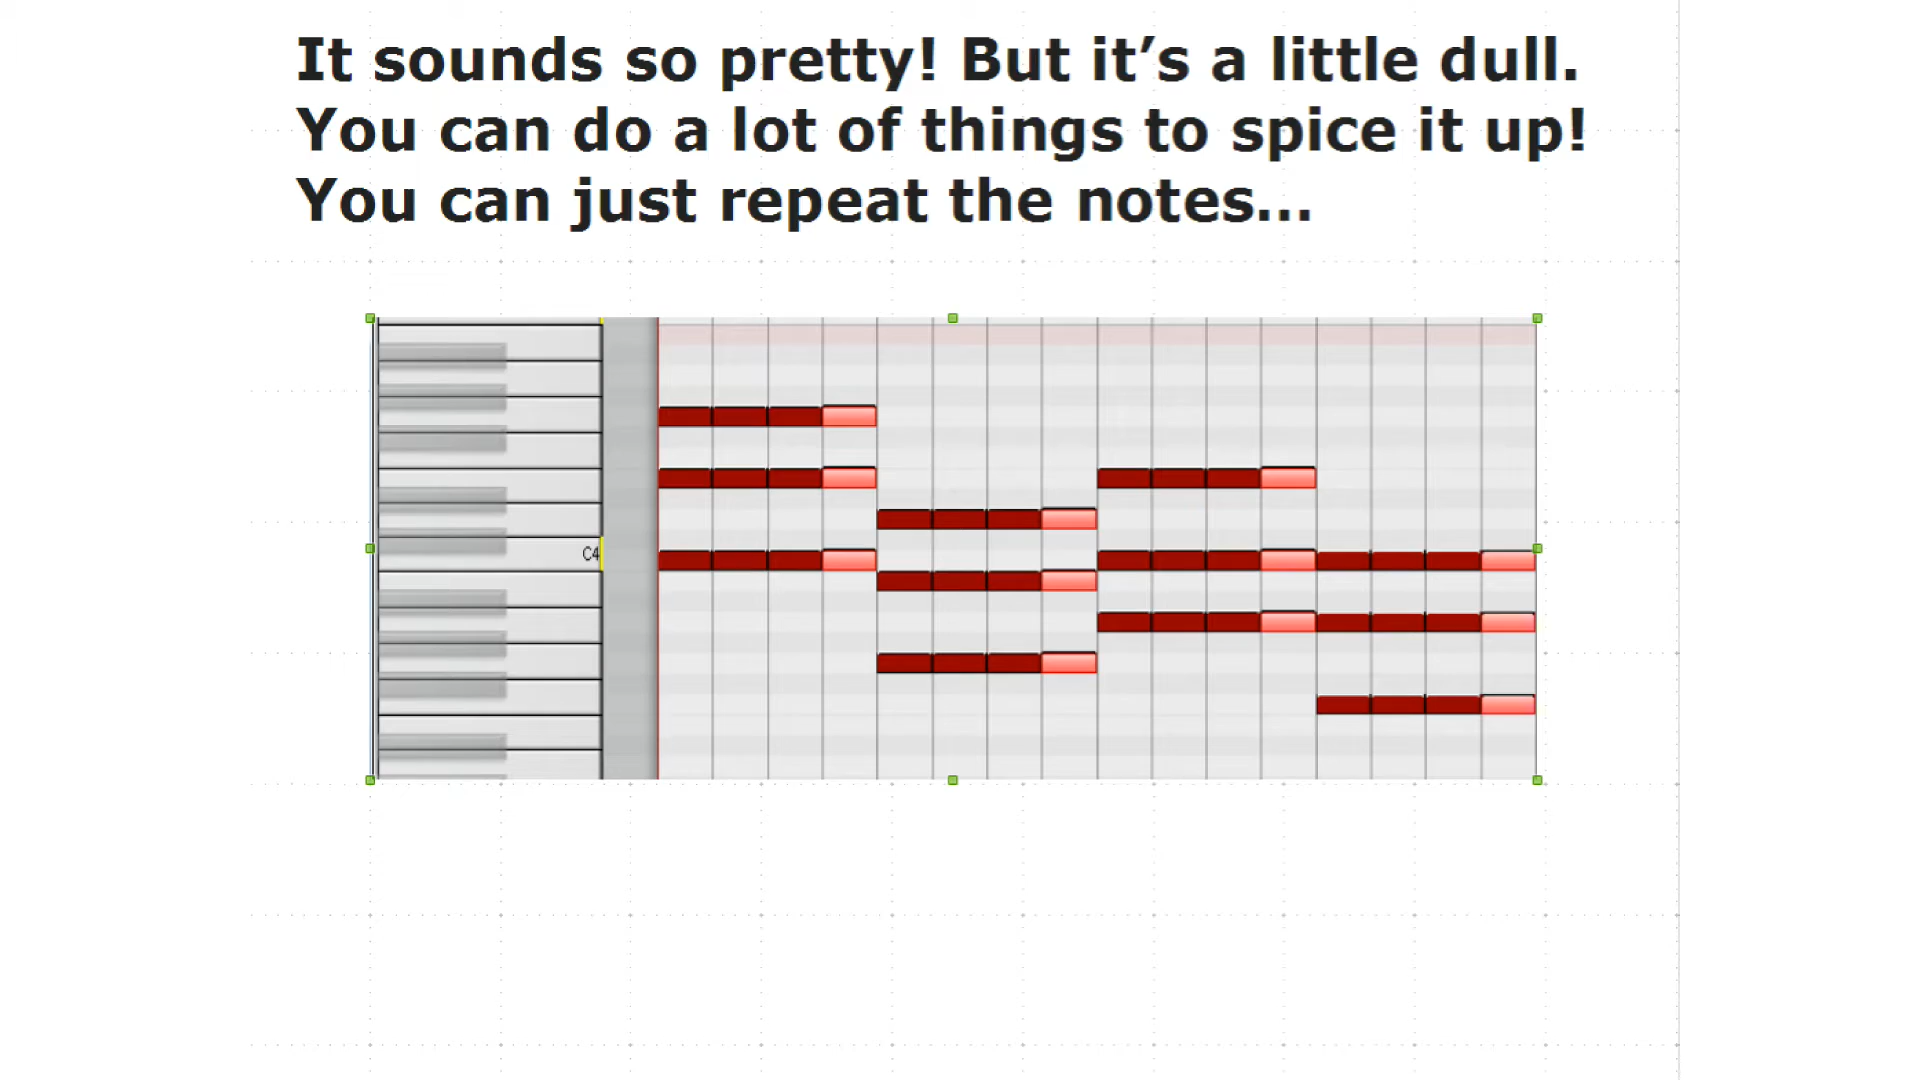 It sounds so pretty! But it’s a little dull.
You can do a lot of things to spice it up!
You can just repeat the notes...
C4